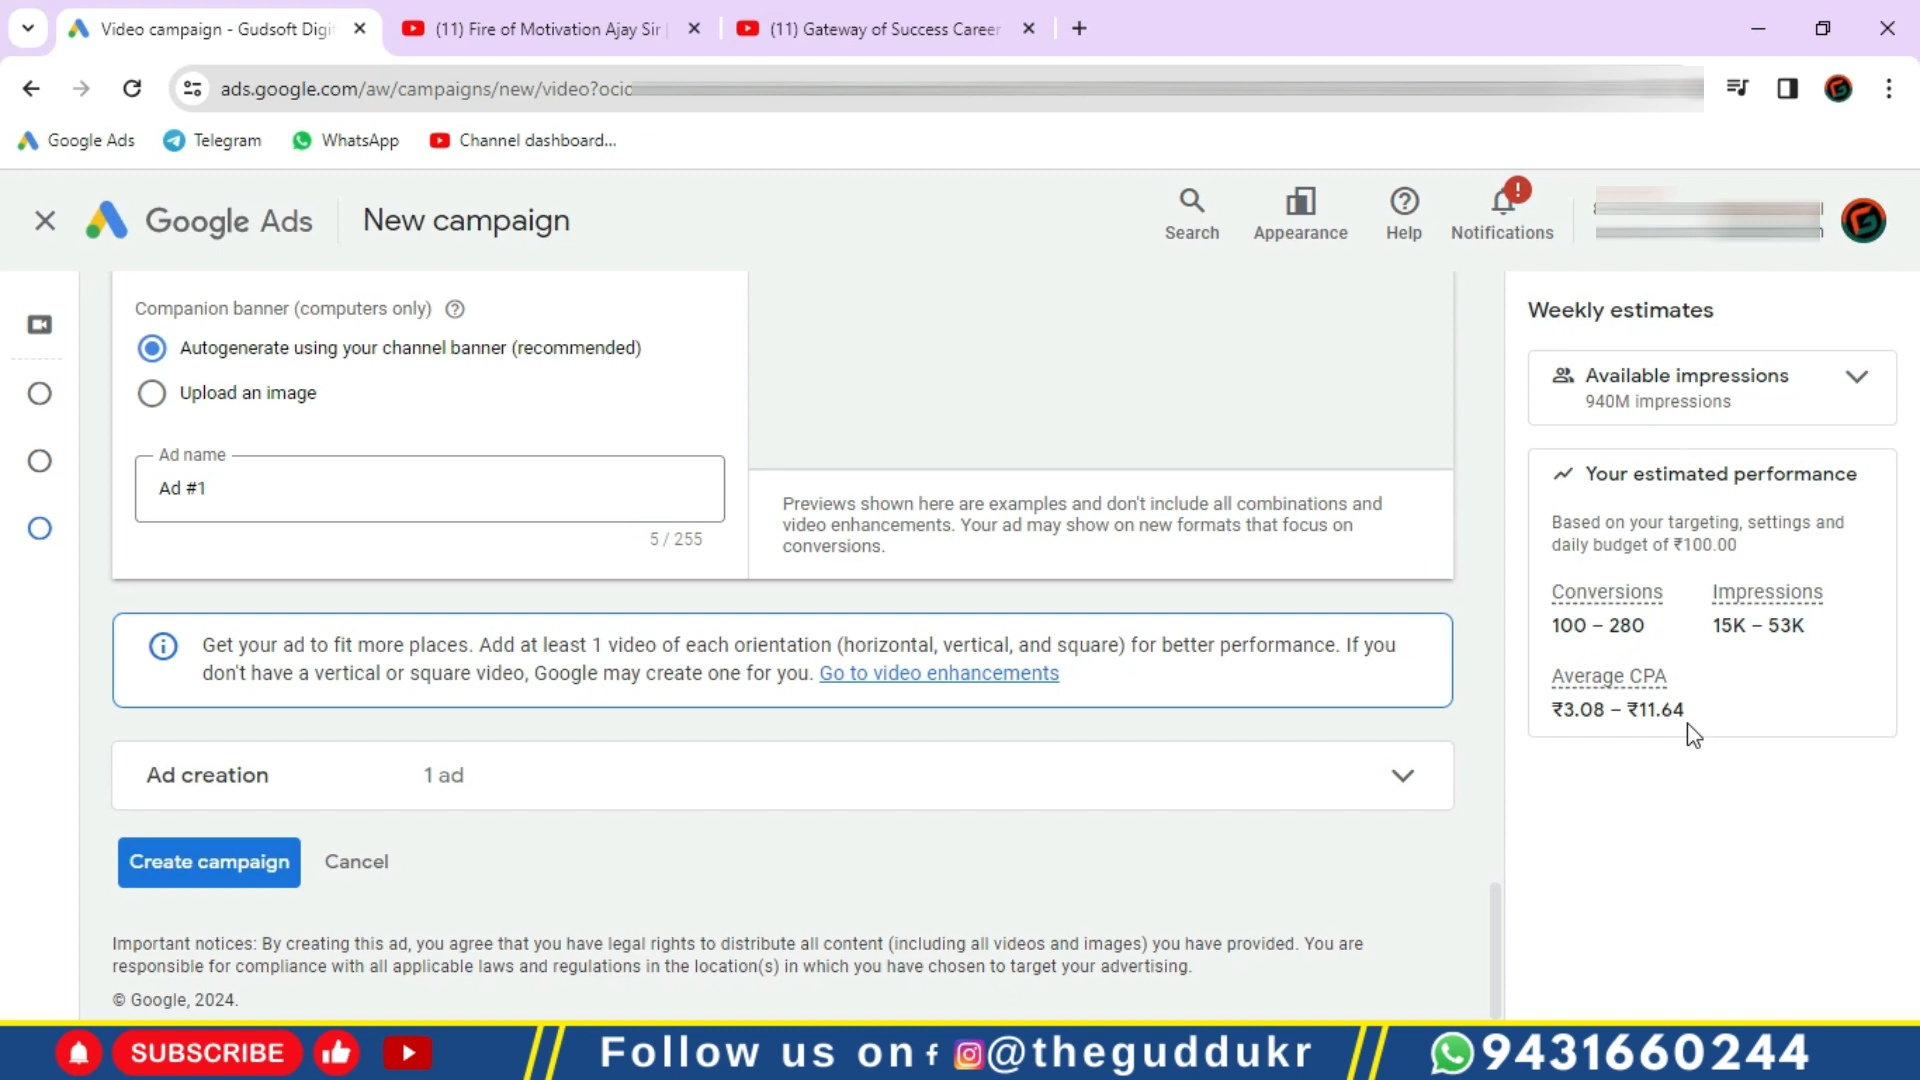 Video campaign - Gudsoft Digi
(11) Fire of Motivation Ajay Sir
(11) Gateway of Success Career
ads.google.com/aw/campaigns/new/video?ocid
Google Ads
Telegram
WhatsApp
Channel dashboard...
Google Ads
New campaign
Search
Appearance
Help
Notifications
Companion banner (computers only)
Autogenerate using your channel banner (recommended)
Upload an image
Ad name
Ad #1
5 / 255
Previews shown here are examples and don't include all combinations and
video enhancements. Your ad may show on new formats that focus on
conversions.
Get your ad to fit more places. Add at least 1 video of each orientation (horizontal, vertical, and square) for better performance. If you
don't have a vertical or square video, Google may create one for you. Go to video enhancements
Ad creation
1 ad
Create campaign
Cancel
Important notices: By creating this ad, you agree that you have legal rights to distribute all content (including all videos and images) you have provided. You are
responsible for compliance with all applicable laws and regulations in the location(s) in which you have chosen to target your advertising.
© Google, 2024.
Weekly estimates
Available impressions
940M impressions
Your estimated performance
Based on your targeting, settings and
daily budget of ₹100.00
Conversions
Impressions
100 – 280
15K – 53K
Average CPA
₹3.08 – ₹11.64
SUBSCRIBE
Follow us on @theguddukr
9431660244